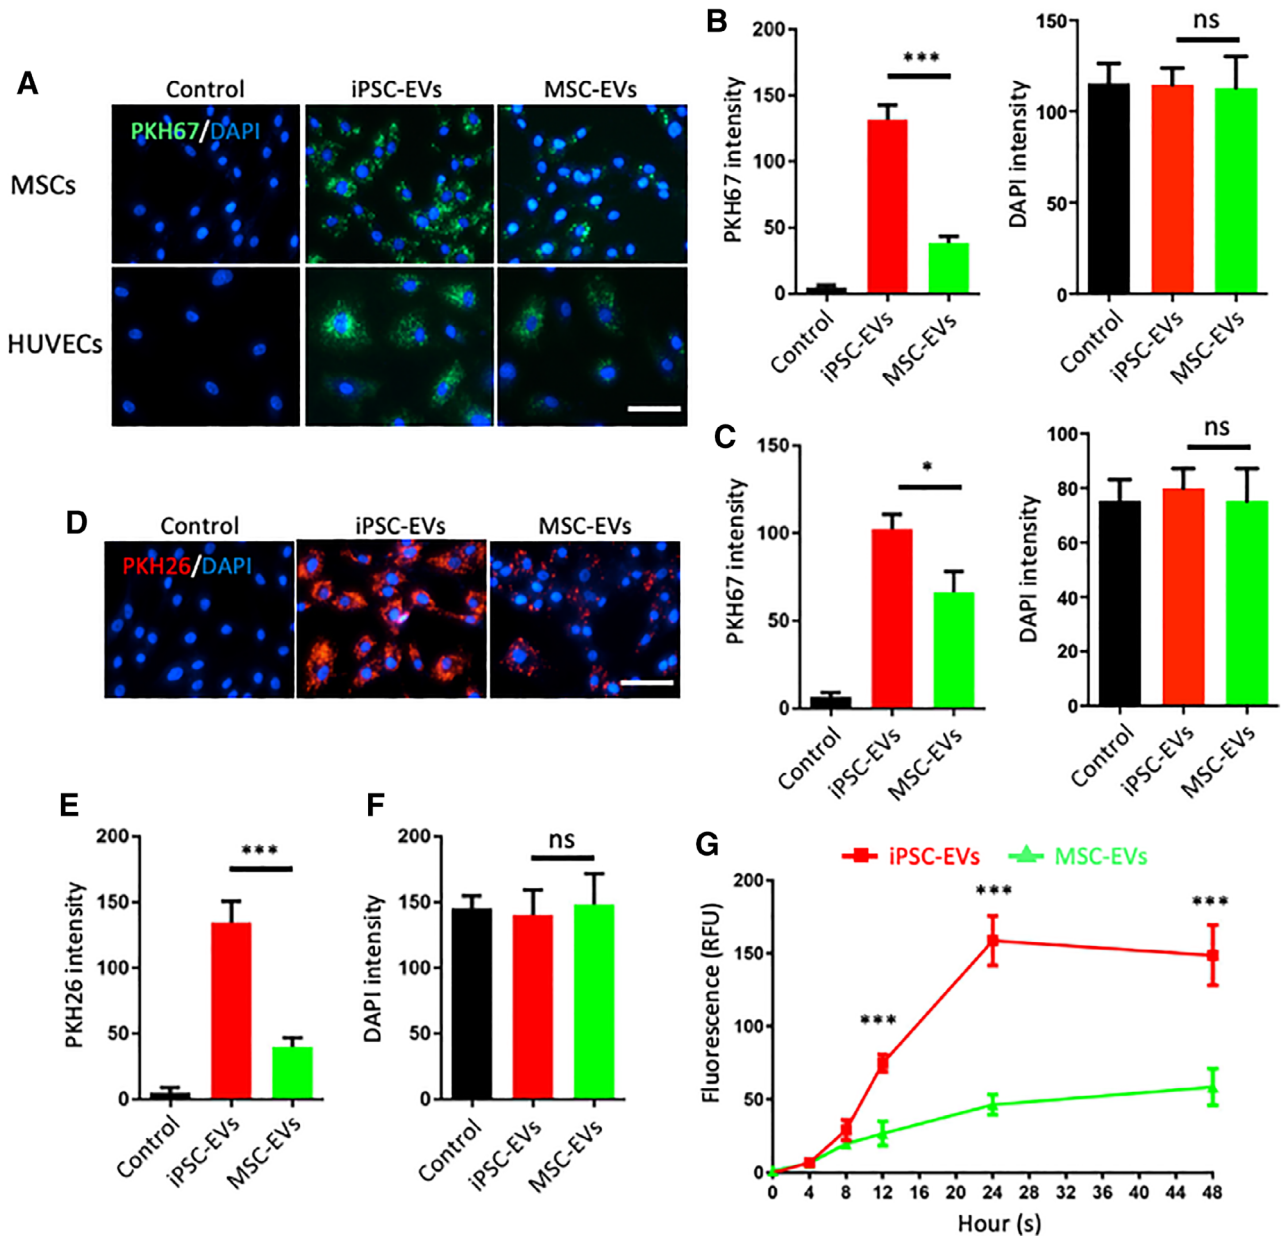 A
Control
iPSC-EVs
MSC-EVs
PKH67/DAPI
MSCs
HUVECs
B
200
150
100
50
0
PKH67 intensity
***
Control
iPSC-EVs
MSC-EVs
150
100
50
0
DAPI intensity
ns
Control
iPSC-EVs
MSC-EVs
C
150
100
50
0
PKH67 intensity
*
Control
iPSC-EVs
MSC-EVs
100
80
60
40
20
0
DAPI intensity
ns
Control
iPSC-EVs
MSC-EVs
D
Control
iPSC-EVs
MSC-EVs
PKH26/DAPI
E
200
150
100
50
0
PKH26 intensity
***
Control
iPSC-EVs
MSC-EVs
F
200
150
100
50
0
DAPI intensity
ns
Control
iPSC-EVs
MSC-EVs
G
iPSC-EVs
MSC-EVs
200
150
100
50
0
Fluorescence (RFU)
***
***
***
0 4 8 12 16 20 24 28 32 36 40 44 48
Hour (s)